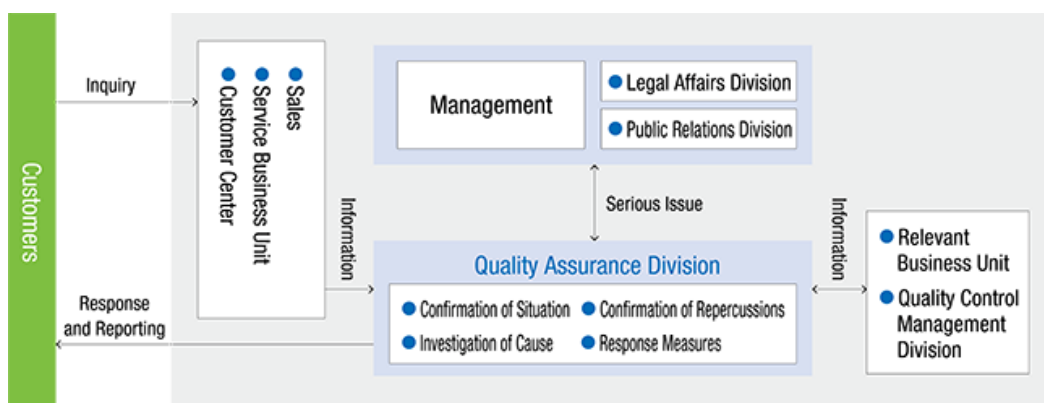 Customers
Inquiry
Response
and Reporting
Sales
Service Business Unit
Customer Center
Information
Management
Legal Affairs Division
Public Relations Division
Serious Issue
Quality Assurance Division
Confirmation of Situation
Confirmation of Repercussions
Investigation of Cause
Response Measures
Information
Relevant
Business Unit
Quality Control
Management
Division